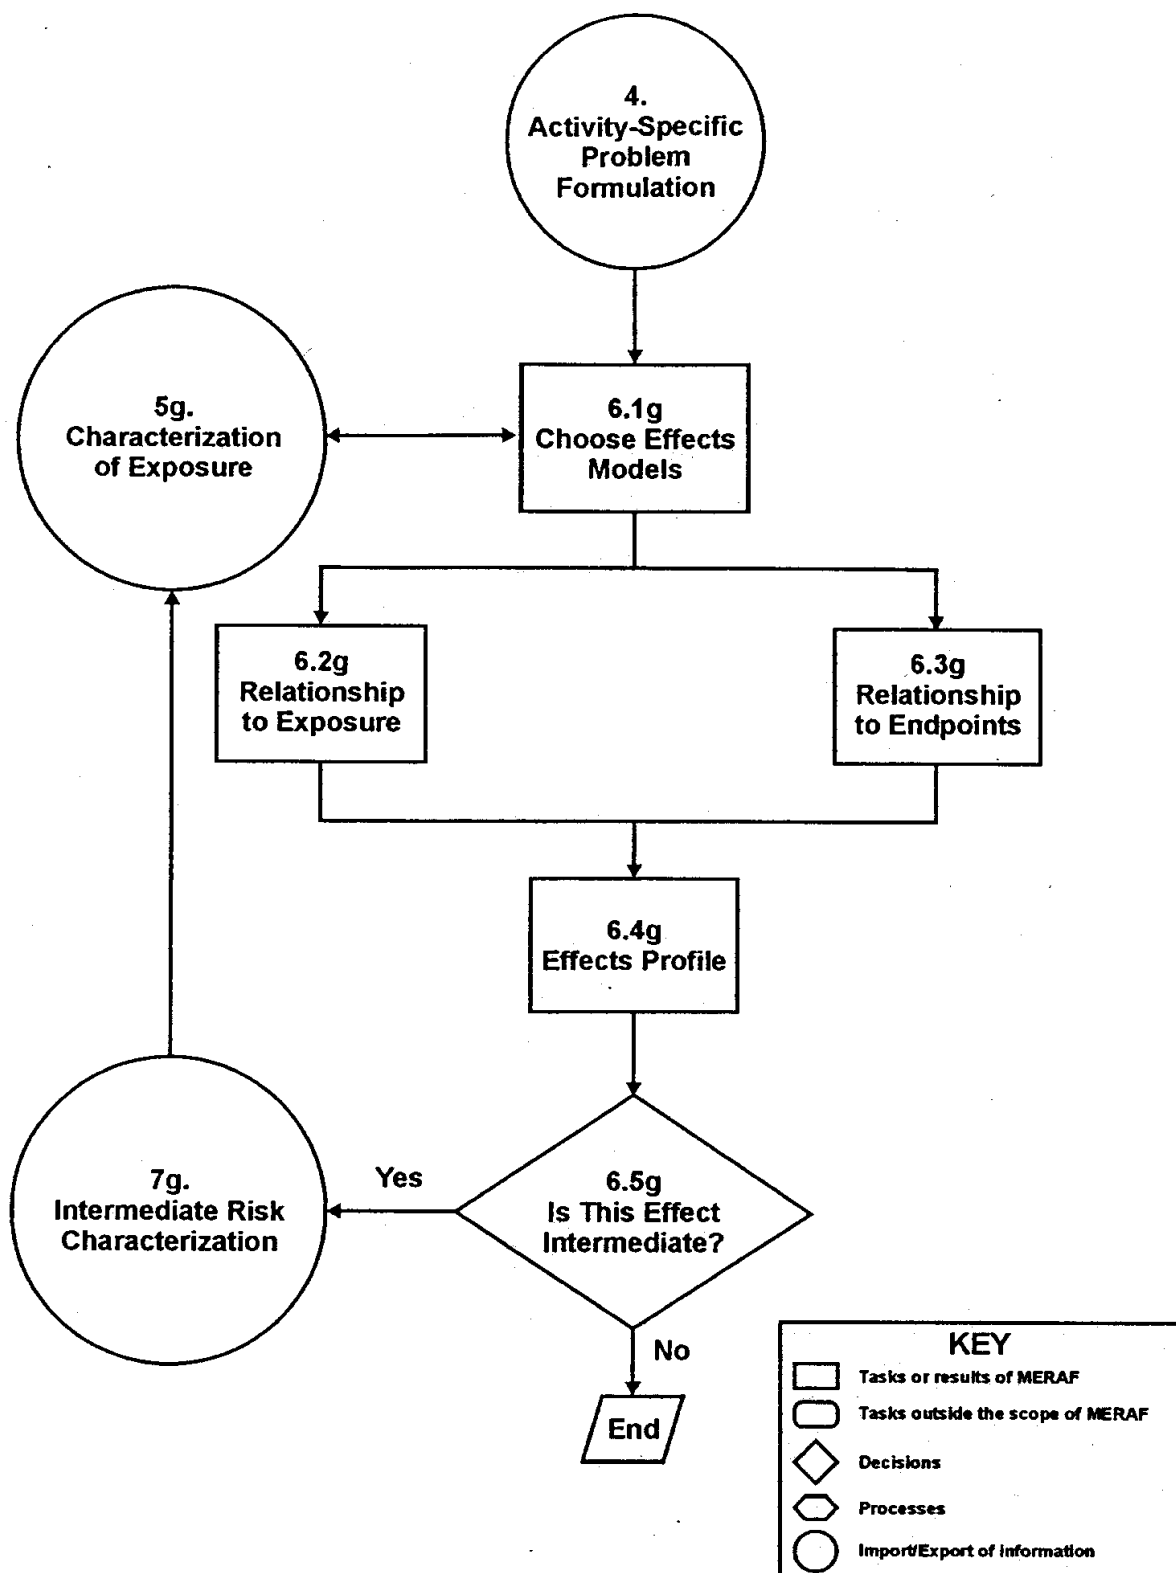 4.
Activity-Specific
Problem
Formulation
5g.
Characterization
of Exposure
6.1g
Choose Effects
Models
6.2g
Relationship
to Exposure
6.3g
Relationship
to Endpoints
6.4g
Effects Profile
7g.
Intermediate Risk
Characterization
Yes
6.5g
Is This Effect
Intermediate?
No
End
KEY
Tasks or results of MERAF
Tasks outside the scope of MERAF
Decisions
Processes
Import/Export of information